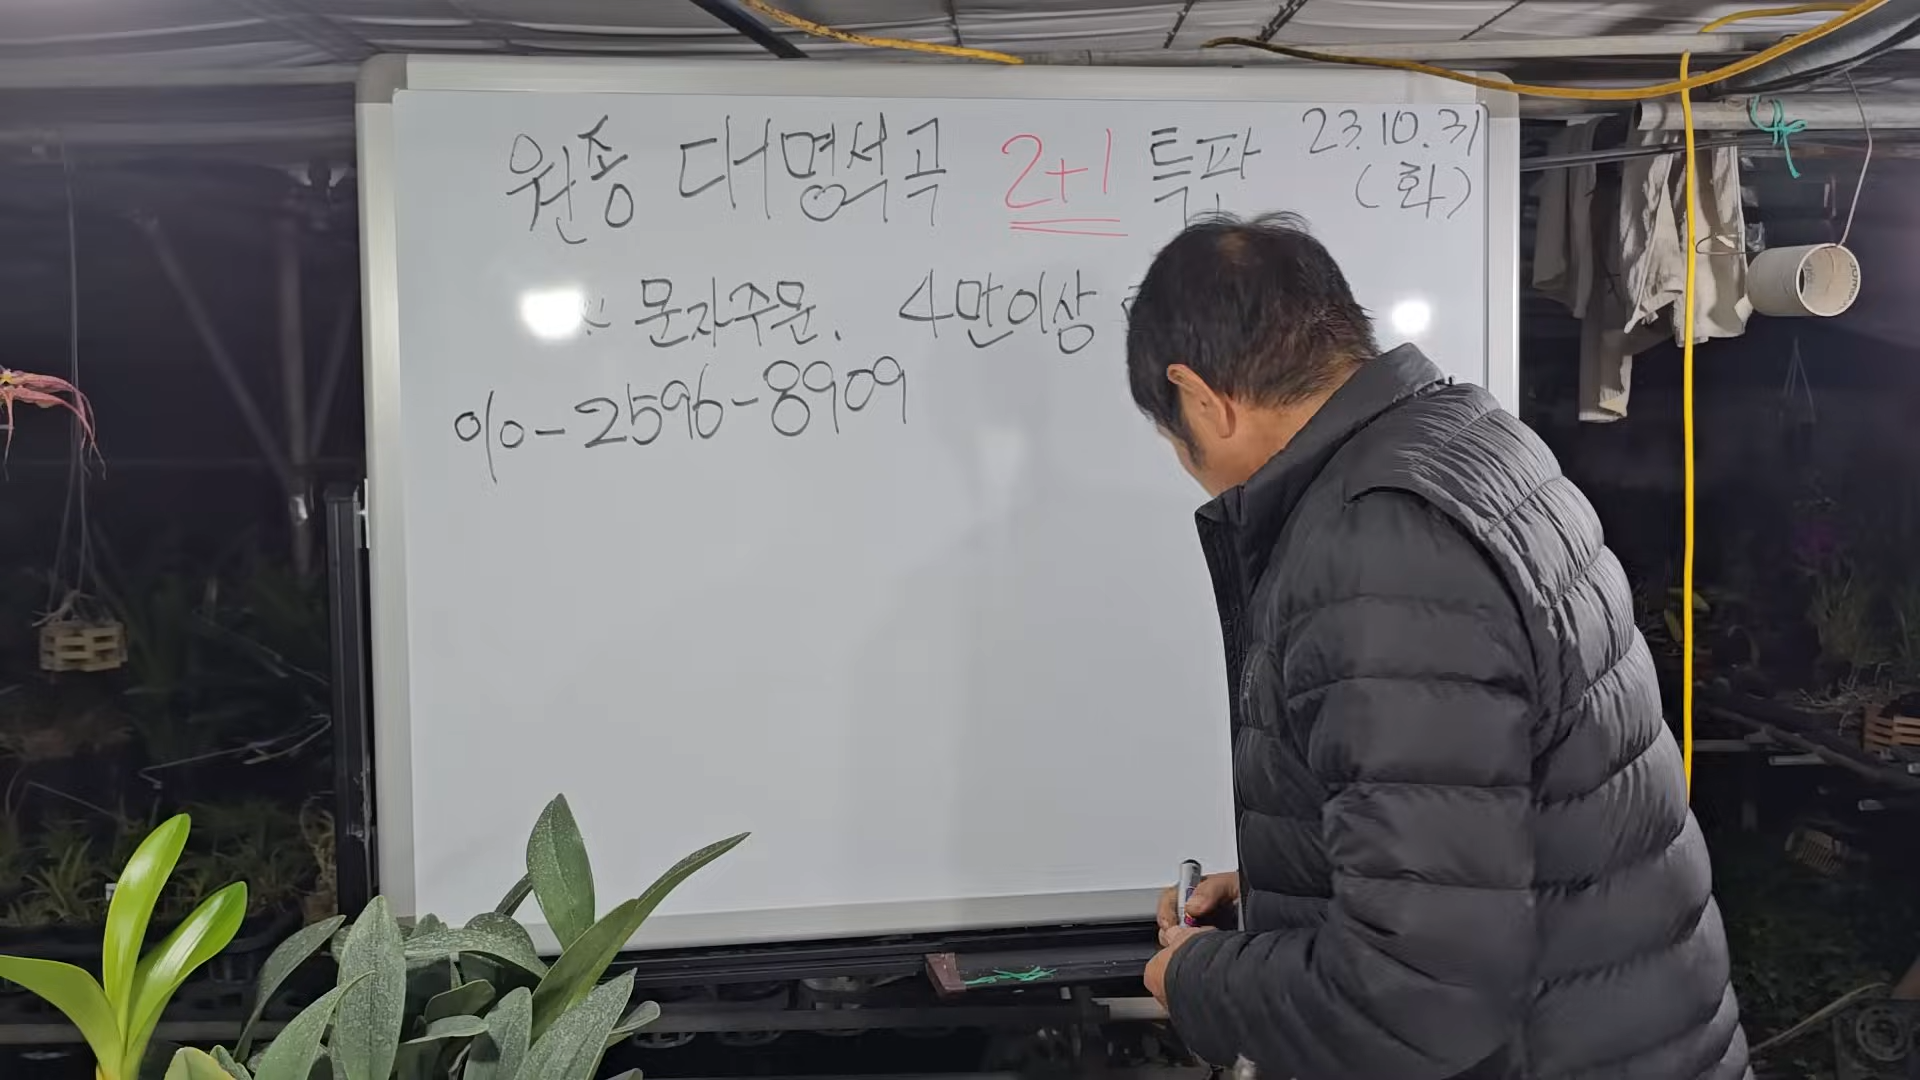 원종 대명석곡 2+1 특판 23.10.31
(화)
※ 문자주문. 4만이상
010-2596-8909